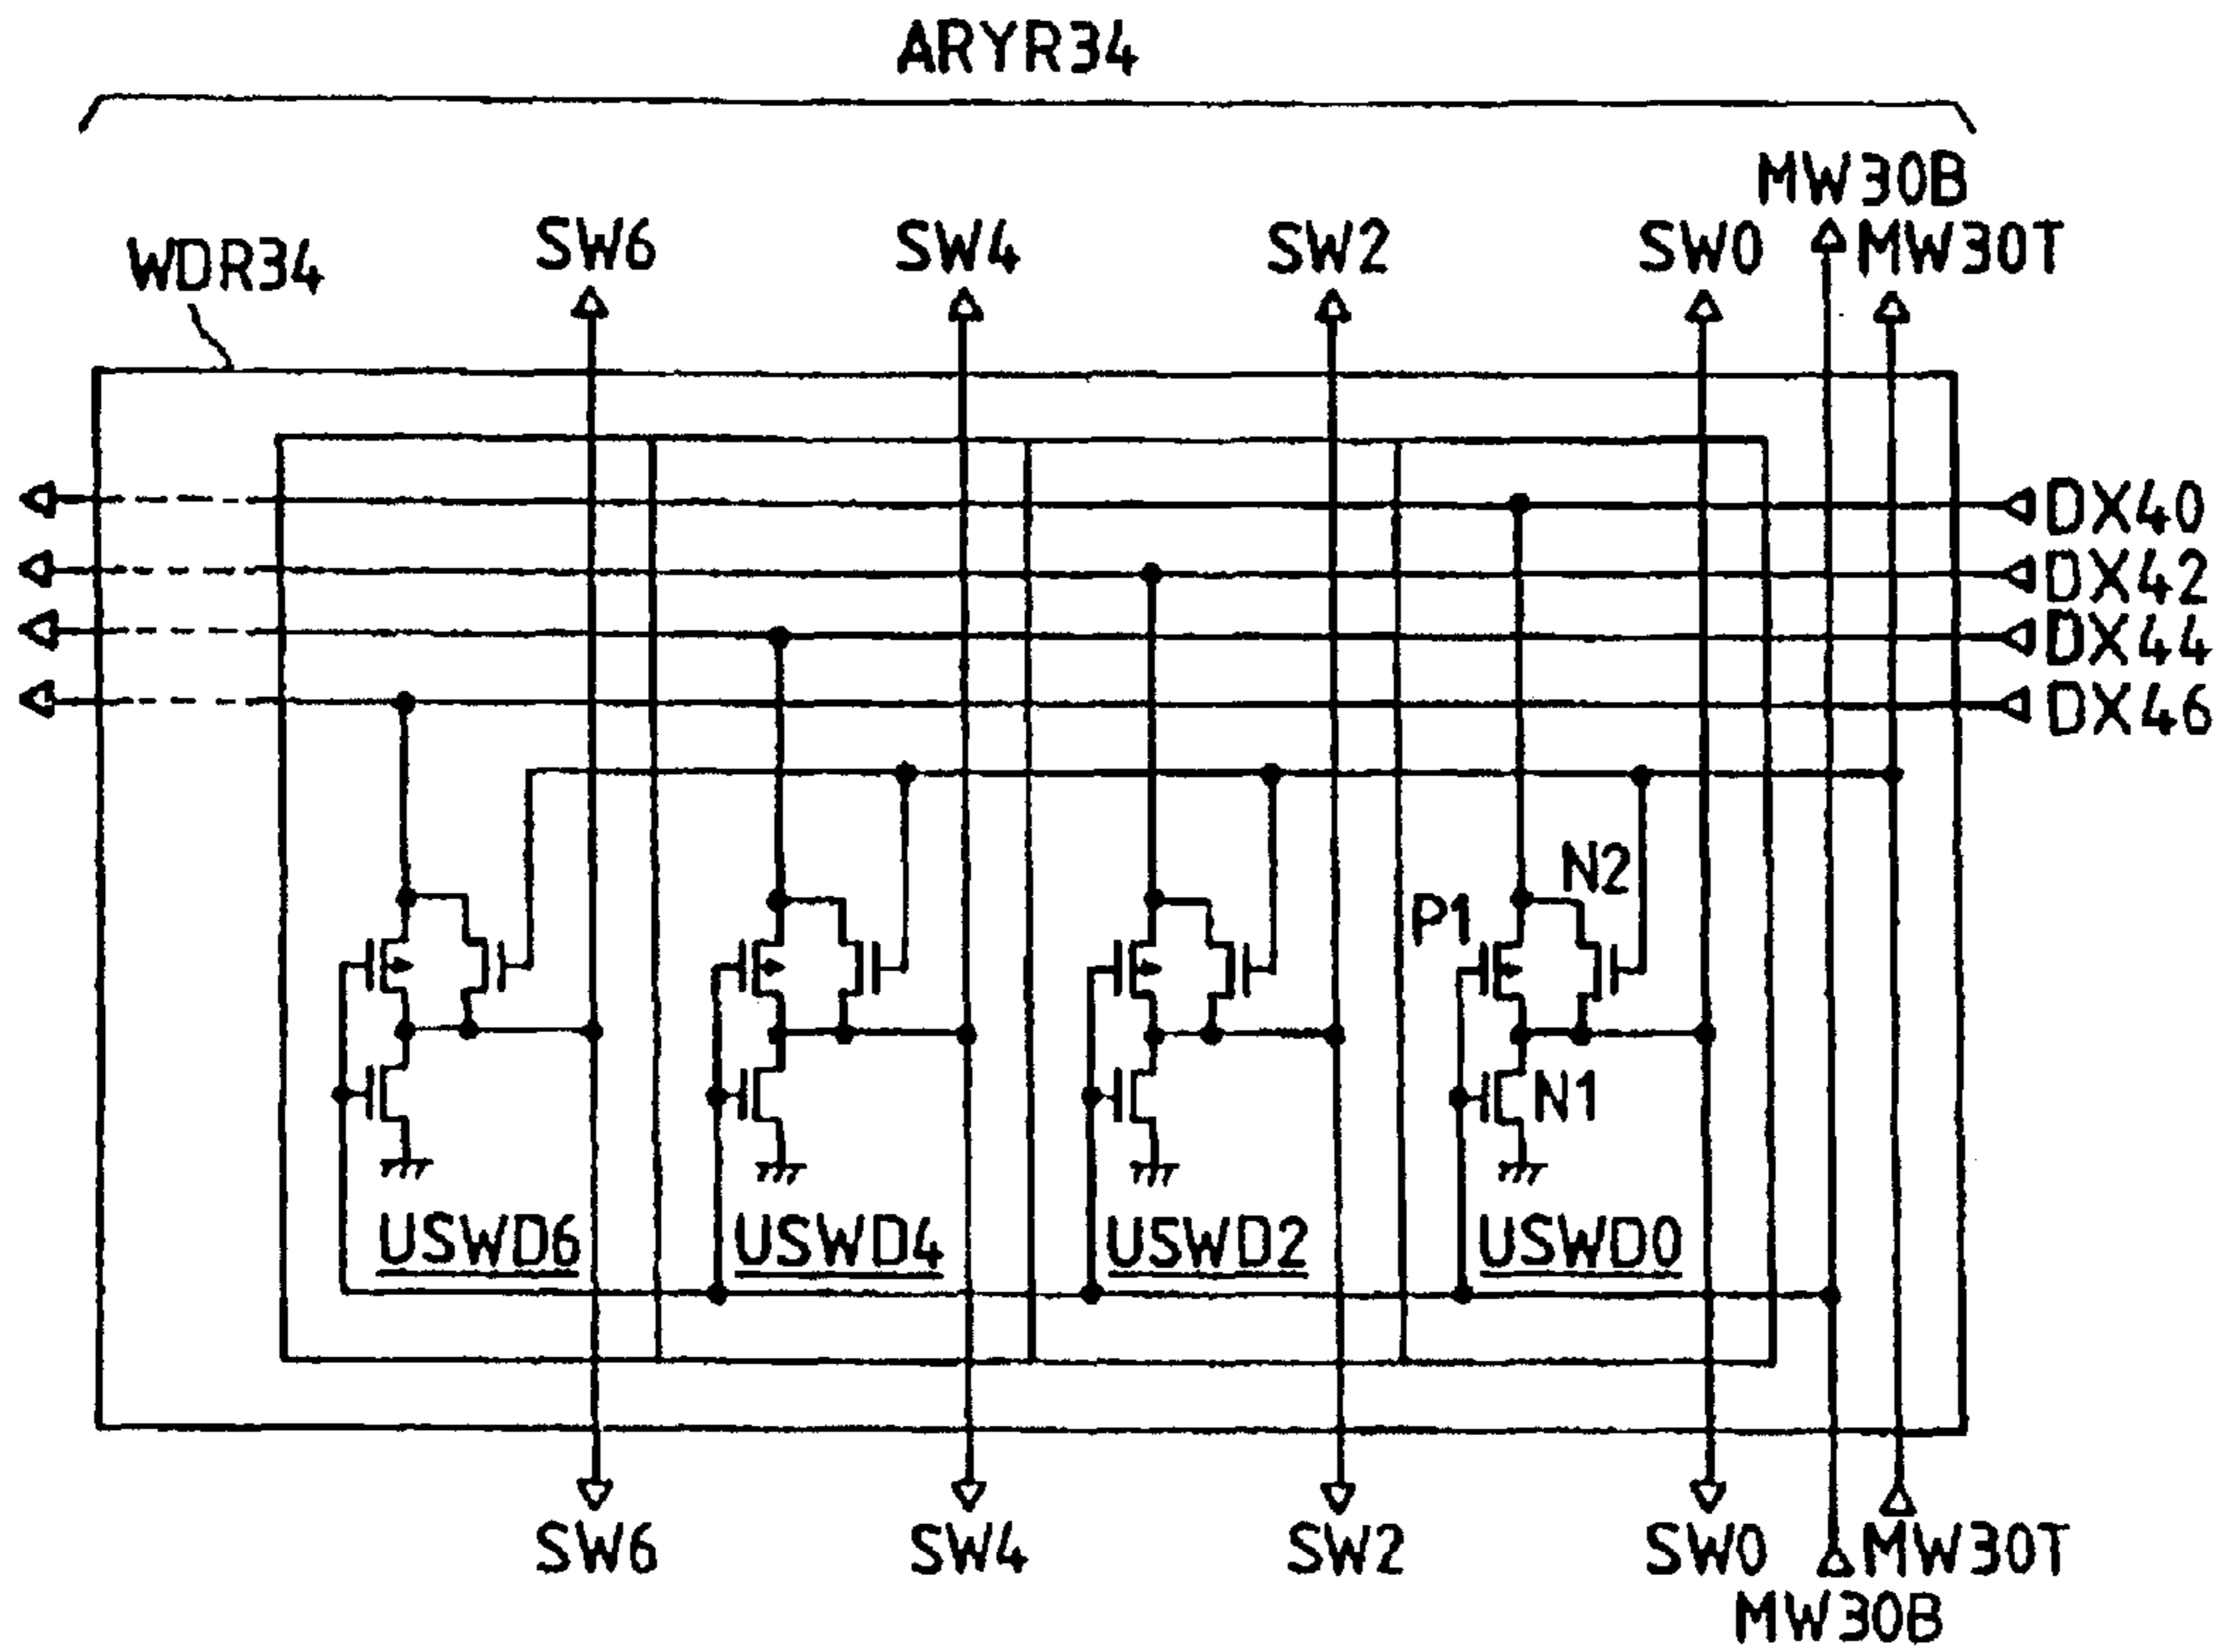 ARYR34
MW30B
WDR34
SW6
SW4
SW2
SW0
MW30T
DX40
DX42
DX44
DX46
N2
P1
N1
USWD6
USWD4
USWD2
USWD0
SW6
SW4
SW2
SW0
MW30T
MW30B